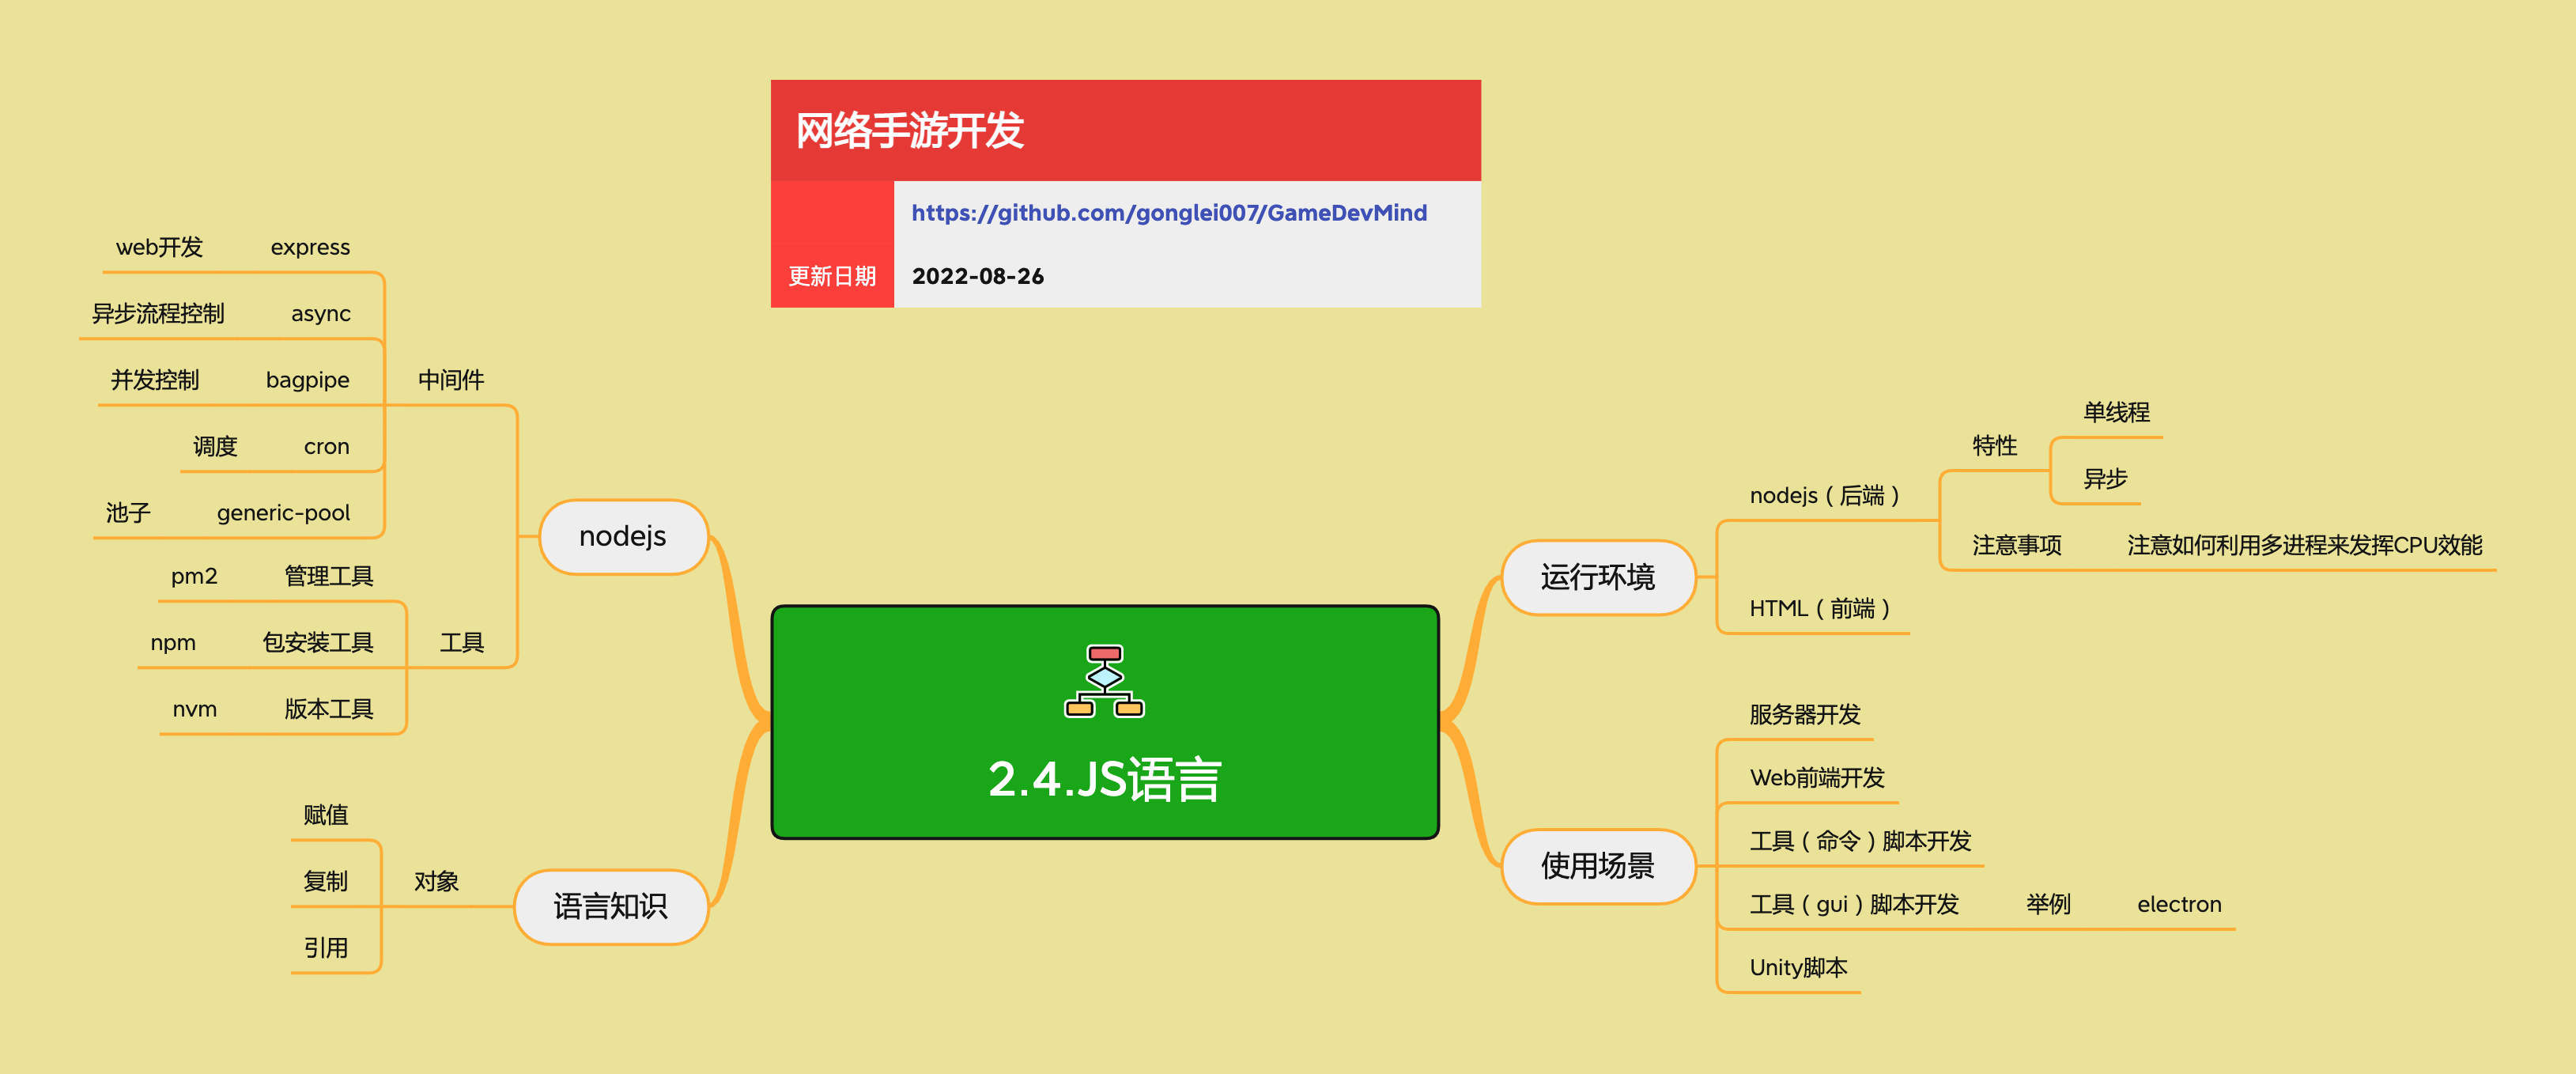 网络手游开发
https://github.com/gonglei007/GameDevMind
更新日期 2022-08-26
2.4.JS语言
nodejs
中间件
express web开发
async 异步流程控制
bagpipe 并发控制
cron 调度
generic-pool 池子
工具
管理工具 pm2
包安装工具 npm
版本工具 nvm
语言知识
对象
赋值
复制
引用
运行环境
nodejs（后端）
特性
单线程
异步
注意事项 注意如何利用多进程来发挥CPU效能
HTML（前端）
使用场景
服务器开发
Web前端开发
工具（命令）脚本开发
工具（gui）脚本开发 举例 electron
Unity脚本